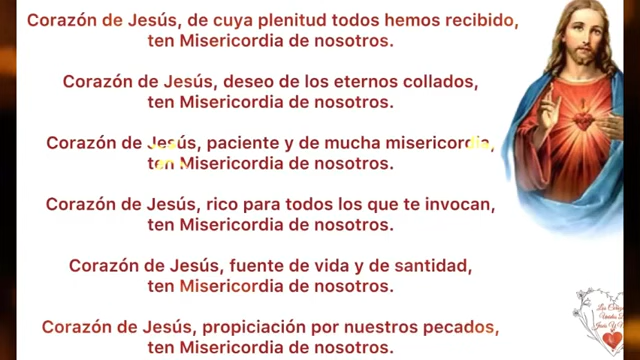 Corazón de Jesús, de cuya plenitud todos hemos recibido,
ten Misericordia de nosotros.
Corazón de Jesús, deseo de los eternos collados,
ten Misericordia de nosotros.
Corazón de Jesús, paciente y de mucha misericordia,
ten Misericordia de nosotros.
Corazón de Jesús, rico para todos los que te invocan,
ten Misericordia de nosotros.
Corazón de Jesús, fuente de vida y de santidad,
ten Misericordia de nosotros.
Corazón de Jesús, propiciación por nuestros pecados,
ten Misericordia de nosotros.
Unidos
Jesús Y